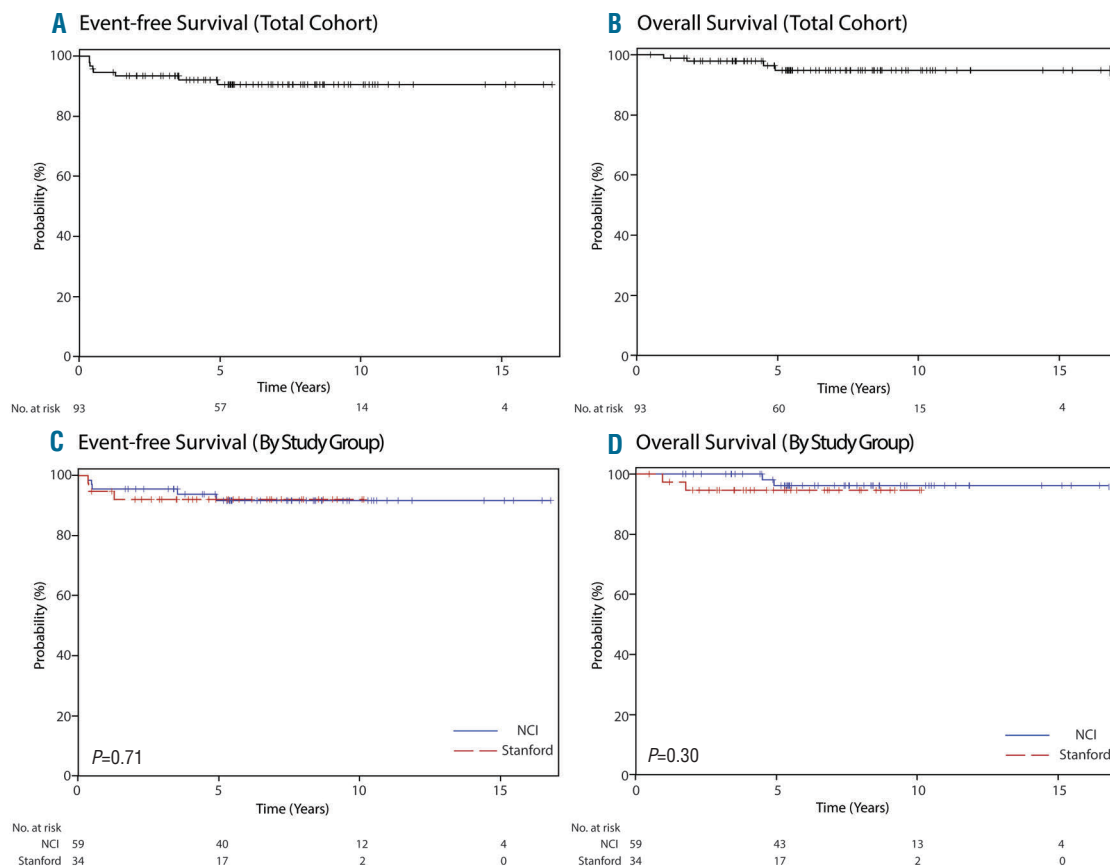 A Event-free Survival (Total Cohort)
100
80
60
40
20
0
Probability (%)
0 5 10 15
Time (Years)
No. at risk 93 57 14 4
B Overall Survival (Total Cohort)
100
80
60
40
20
0
Probability (%)
0 5 10 15
Time (Years)
No. at risk 93 60 15 4
C Event-free Survival (By Study Group)
100
80
60
40
20
0
Probability (%)
NCI
Stanford
P=0.71
0 5 10 15
Time (Years)
No. at risk
NCI 59 40 12 4
Stanford 34 17 2 0
D Overall Survival (By Study Group)
100
80
60
40
20
0
Probability (%)
NCI
Stanford
P=0.30
0 5 10 15
Time (Years)
No. at risk
NCI 59 43 13 4
Stanford 34 17 2 0